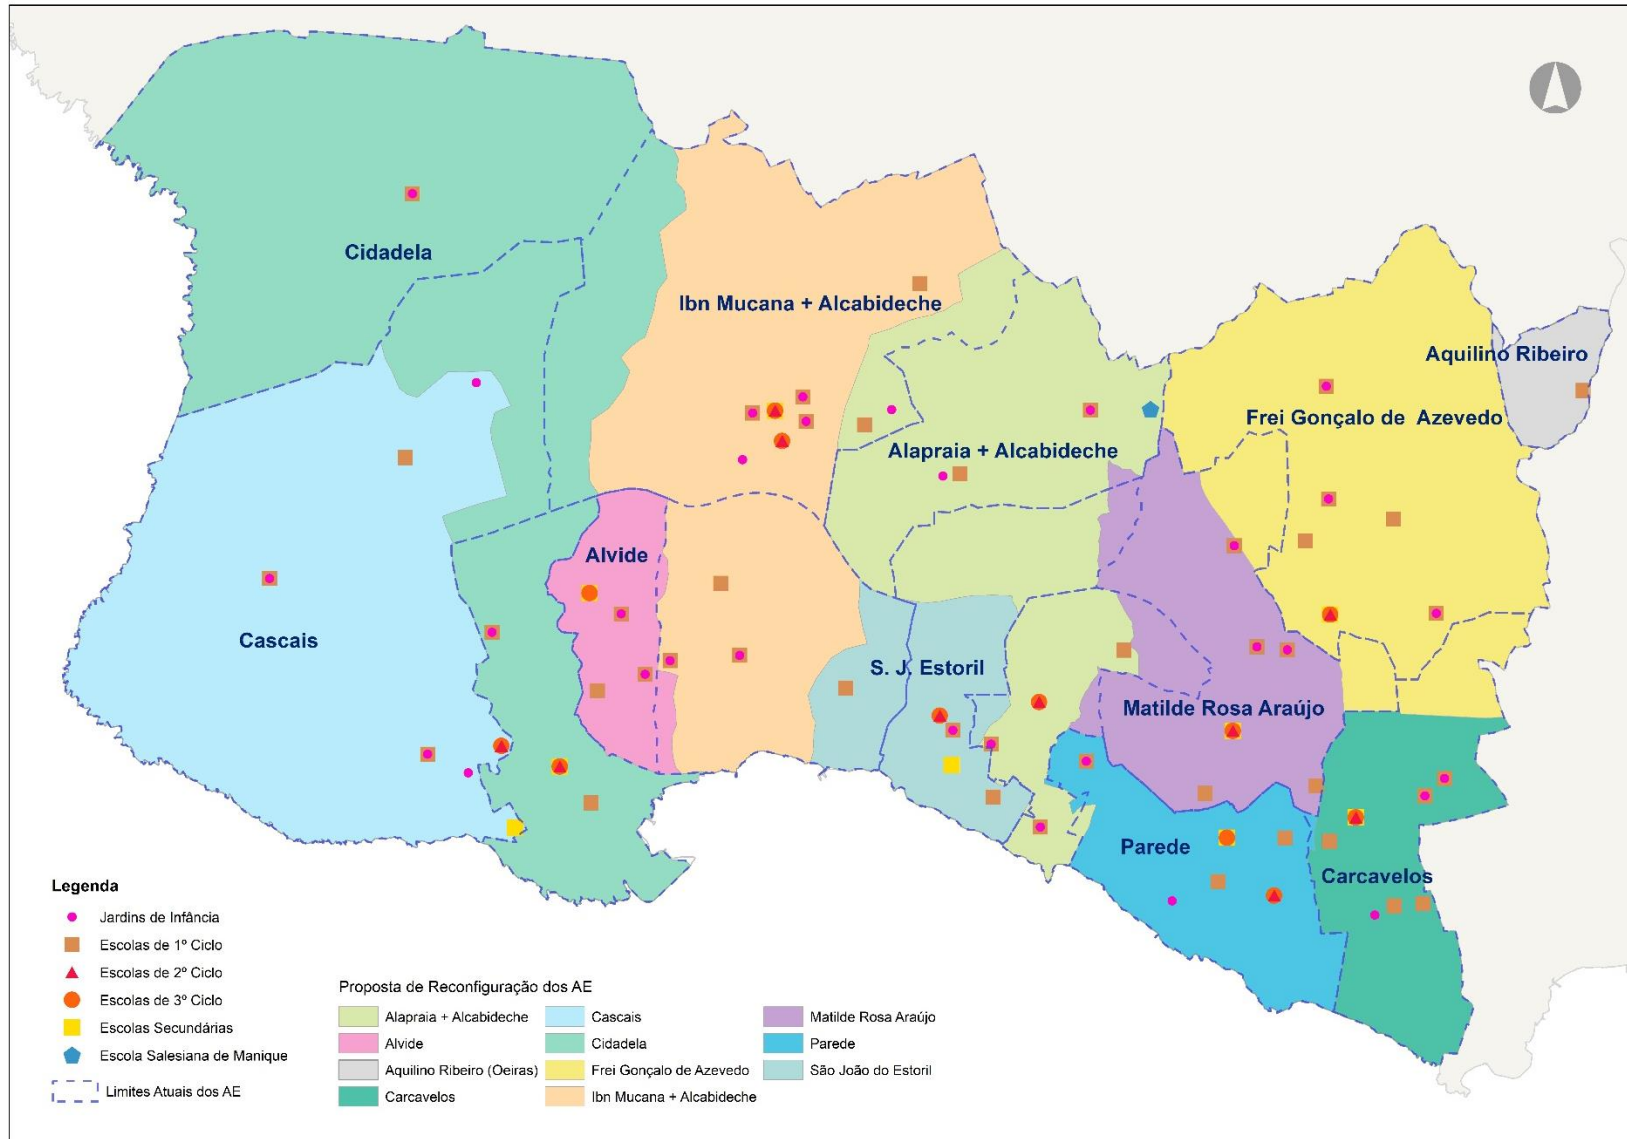 Cidadela
Ibn Mucana + Alcabideche
Aquilino Ribeiro
Frei Gonçalo de Azevedo
Alapraia + Alcabideche
Alvide
Cascais
S. J. Estoril
Matilde Rosa Araújo
Parede
Carcavelos
Legenda
Jardins de Infância
Escolas de 1º Ciclo
Escolas de 2º Ciclo
Escolas de 3º Ciclo
Escolas Secundárias
Escola Salesiana de Manique
Limites Atuais dos AE
Proposta de Reconfiguração dos AE
Alapraia + Alcabideche
Alvide
Aquilino Ribeiro (Oeiras)
Carcavelos
Cascais
Cidadela
Frei Gonçalo de Azevedo
Ibn Mucana + Alcabideche
Matilde Rosa Araújo
Parede
São João do Estoril